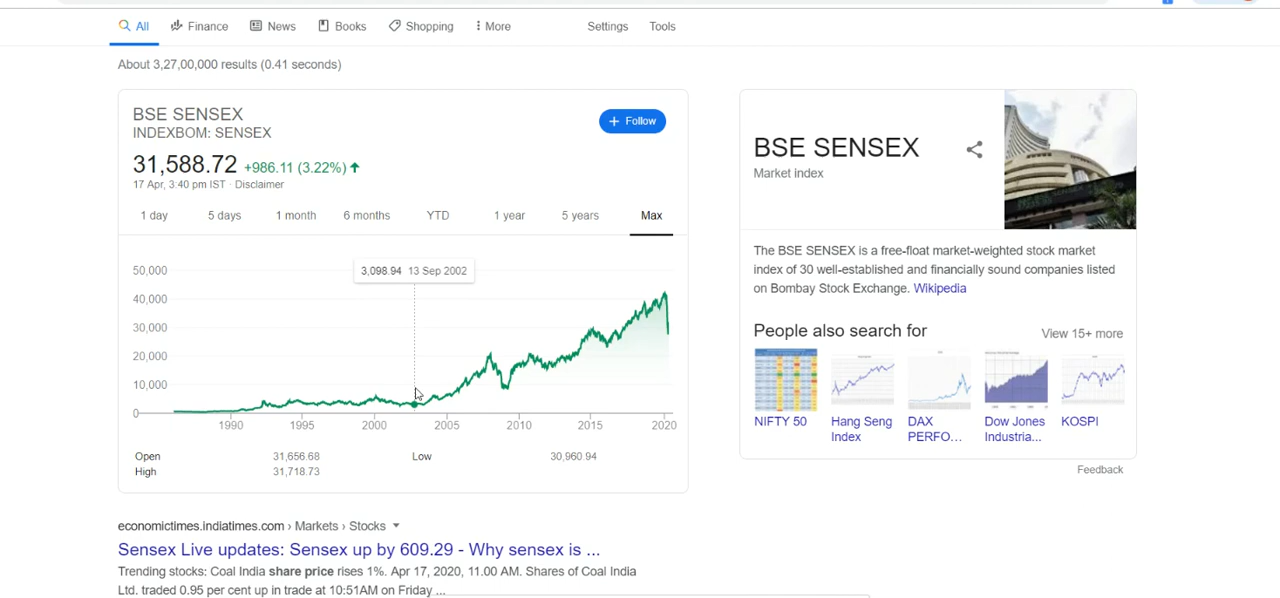 All
Finance
News
Books
Shopping
More
Settings
Tools
About 3,27,00,000 results (0.41 seconds)
BSE SENSEX
INDEXBOM: SENSEX
Follow
31,588.72 +986.11 (3.22%)
17 Apr, 3:40 pm IST · Disclaimer
1 day
5 days
1 month
6 months
YTD
1 year
5 years
Max
3,098.94 13 Sep 2002
50,000
40,000
30,000
20,000
10,000
0
1990
1995
2000
2005
2010
2015
2020
Open 31,656.68
Low 30,960.94
High 31,718.73
BSE SENSEX
Market index
The BSE SENSEX is a free-float market-weighted stock market
index of 30 well-established and financially sound companies listed
on Bombay Stock Exchange. Wikipedia
People also search for
View 15+ more
NIFTY 50
Hang Seng
Index
DAX
PERFO...
Dow Jones
Industria...
KOSPI
Feedback
economictimes.indiatimes.com › Markets › Stocks
Sensex Live updates: Sensex up by 609.29 - Why sensex is ...
Trending stocks: Coal India share price rises 1%. Apr 17, 2020, 11.00 AM. Shares of Coal India
Ltd. traded 0.95 per cent up in trade at 10:51AM on Friday ...